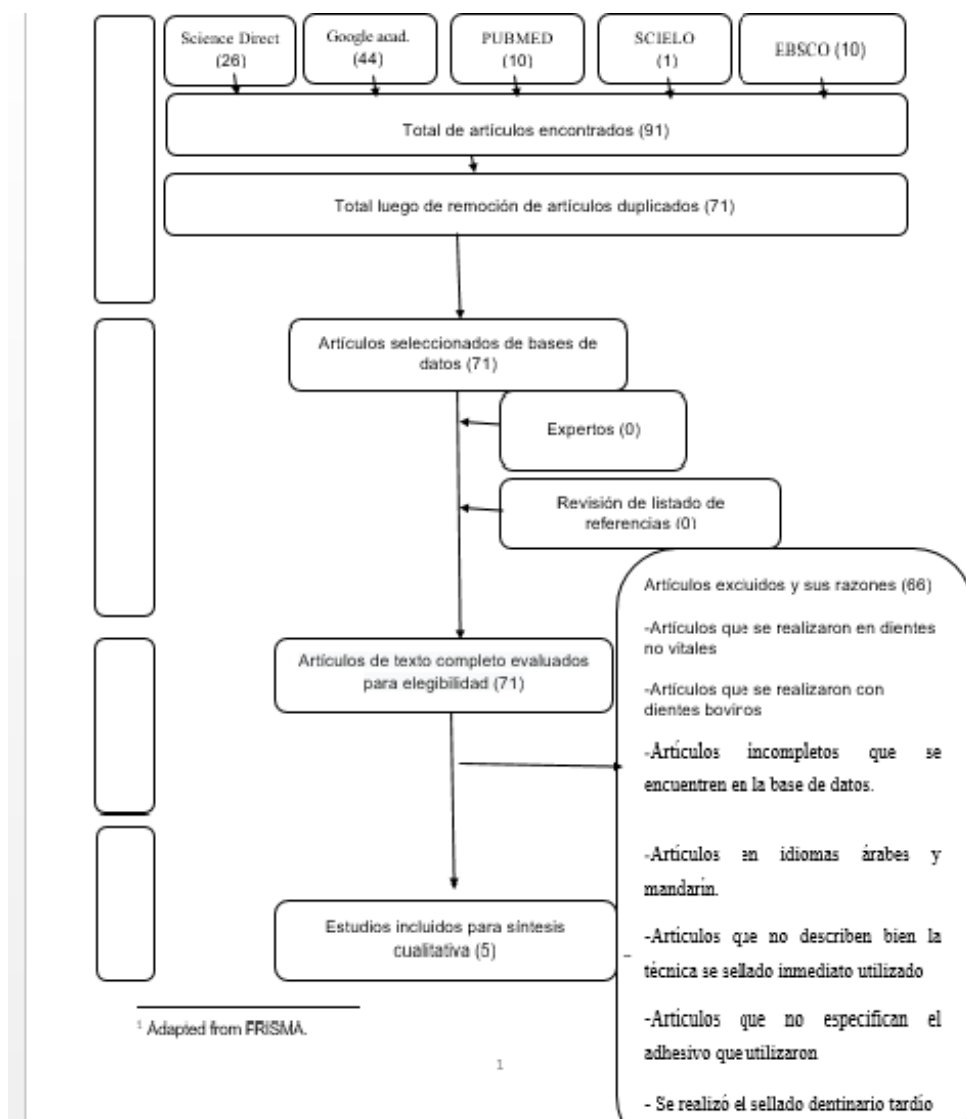 Science Direct
(26)
Google acad.
(44)
PUBMED
(10)
SCIELO
(1)
EBSCO (10)
Total de artículos encontrados (91)
Total luego de remoción de artículos duplicados (71)
Artículos seleccionados de bases de
datos (71)
Expertos (0)
Revisión de listado de
referencias (0)
Artículos excluidos y sus razones (66)
-Artículos que se realizaron en dientes
no vitales
-Artículos que se realizaron con
dientes boviros
-Artículos incompletos que se
encuentren en la base de datos.
-Artículos en idiomas árabes y
mandarín.
-Artículos que no describen bien la
técnica se sellado inmediato utilizado
-Artículos que no especifican el
adhesivo que utilizaron
- Se realizó el sellado dentinario tardío
Artículos de texto completo evaluados
para elegibilidad (71)
Estudios incluidos para síntesis
cualitativa (5)
1 Adapted from PRISMA.
1